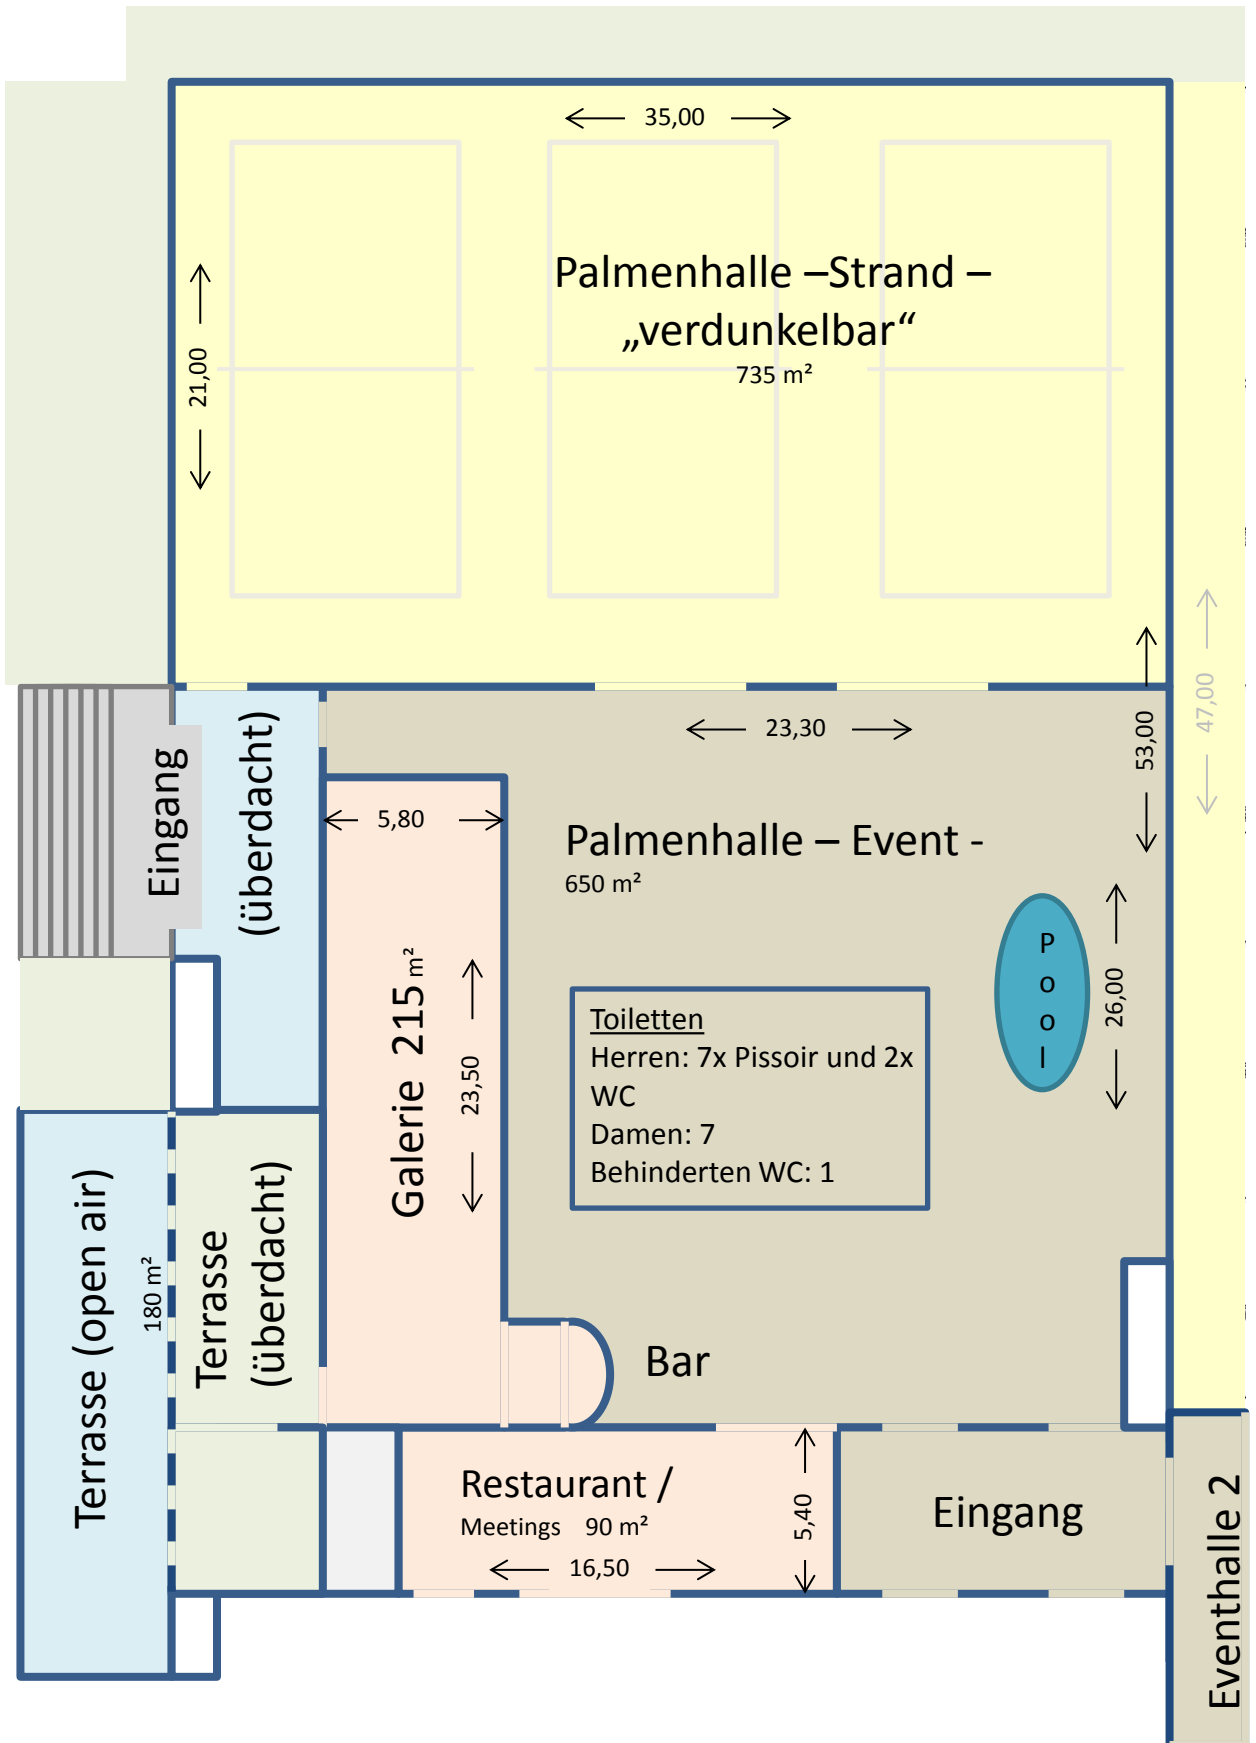 35,00
Palmenhalle –Strand –
„verdunkelbar“
735 m²
21,00
47,00
53,00
23,30
Eingang
(überdacht)
5,80
Palmenhalle – Event -
650 m²
Pool
26,00
Galerie 215 m²
23,50
Toiletten
Herren: 7x Pissoir und 2x
WC
Damen: 7
Behinderten WC: 1
Terrasse (open air)
180 m²
Terrasse
(überdacht)
Bar
Restaurant /
Meetings 90 m²
16,50
5,40
Eingang
Eventhalle 2